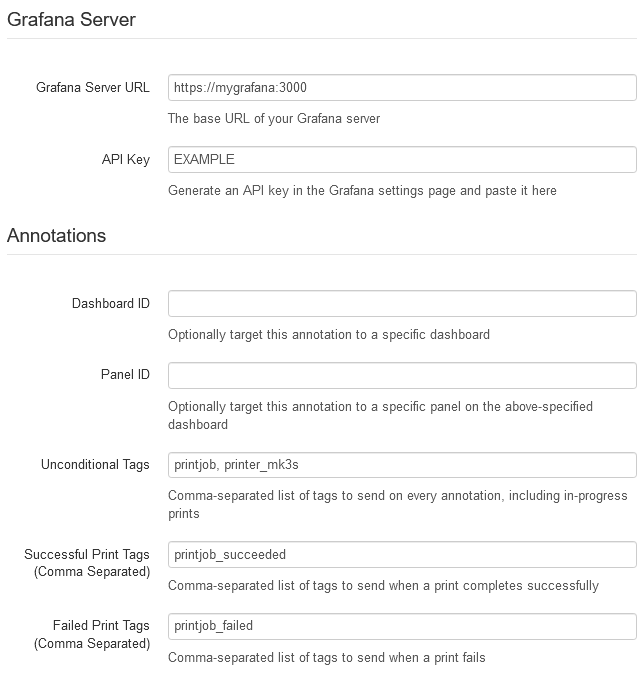 Grafana Server
Grafana Server URL
https://mygrafana:3000
The base URL of your Grafana server
API Key
EXAMPLE
Generate an API key in the Grafana settings page and paste it here
Annotations
Dashboard ID
Optionally target this annotation to a specific dashboard
Panel ID
Optionally target this annotation to a specific panel on the above-specified
dashboard
Unconditional Tags
printjob, printer_mk3s
Comma-separated list of tags to send on every annotation, including in-progress
prints
Successful Print Tags
(Comma Separated)
printjob_succeeded
Comma-separated list of tags to send when a print completes successfully
Failed Print Tags
(Comma Separated)
printjob_failed
Comma-separated list of tags to send when a print fails